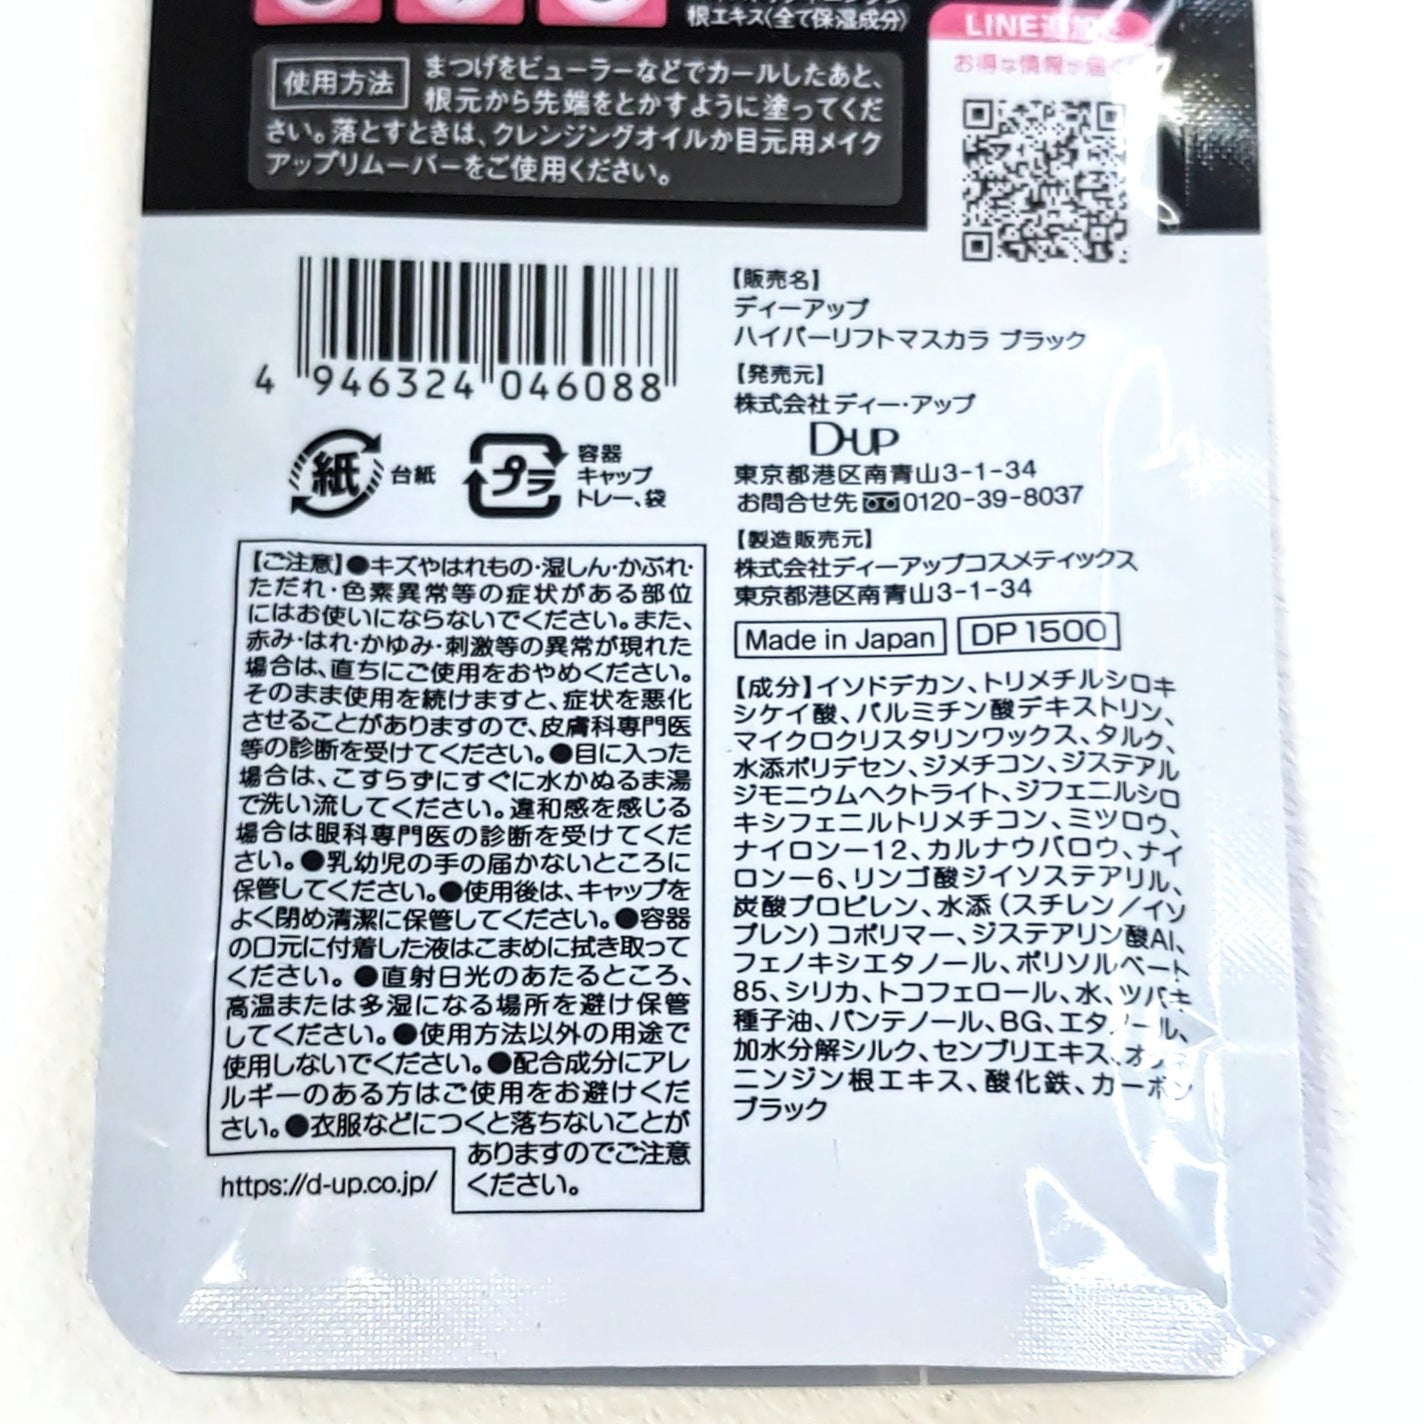 根エキス〈全て保湿成分〉
LINE追加で
お得な情報が届
使用方法 まつげをビューラーなどでカールしたあと、
根元から先端をとかすように塗ってくだ
さい。落とすときは、クレンジングオイルか目元用メイク
アップリムーバーをご使用ください。
4 946324 046088
紙 台紙
プラ 容器
キャップ
トレー、袋
【ご注意】●キズやはれもの・湿しん・かぶれ・
ただれ・色素異常等の症状がある部位
にはお使いにならないでください。また、
赤み・はれ・かゆみ・刺激等の異常が現れた
場合は、直ちにご使用をおやめください。
そのまま使用を続けますと、症状を悪化
させることがありますので、皮膚科専門医
等の診断を受けてください。●目に入った
場合は、こすらずにすぐに水かぬるま湯
で洗い流してください。違和感を感じる
場合は眼科専門医の診断を受けてくだ
さい。●乳幼児の手の届かないところに
保管してください。●使用後は、キャップを
よく閉め清潔に保管してください。●容器
の口元に付着した液はこまめに拭き取って
ください。●直射日光のあたるところ、
高温または多湿になる場所を避け保管
してください。●使用方法以外の用途で
使用しないでください。●配合成分にアレ
ルギーのある方はご使用をお避けくだ
さい。●衣服などにつくと落ちないことが
ありますのでご注意
ください。
https://d-up.co.jp/
【販売名】
ディーアップ
ハイパーリフトマスカラ ブラック
【発売元】
株式会社ディー・アップ
D-UP
東京都港区南青山3-1-34
お問合せ先 0120-39-8037
【製造販売元】
株式会社ディーアップコスメティックス
東京都港区南青山3-1-34
Made in Japan DP1500
【成分】イソドデカン、トリメチルシロキ
シケイ酸、パルミチン酸デキストリン、
マイクロクリスタリンワックス、タルク、
水添ポリデセン、ジメチコン、ジステアル
ジモニウムヘクトライト、ジフェニルシロ
キシフェニルトリメチコン、ミツロウ、
ナイロン－12、カルナウバロウ、ナイ
ロン－6、リンゴ酸ジイソステアリル、
炭酸プロピレン、水添（スチレン／イソ
プレン）コポリマー、ジステアリン酸Al、
フェノキシエタノール、ポリソルベート
85、シリカ、トコフェロール、水、ツバキ
種子油、パンテノール、BG、エタノール、
加水分解シルク、センブリエキス、オタネ
ニンジン根エキス、酸化鉄、カーボン
ブラック